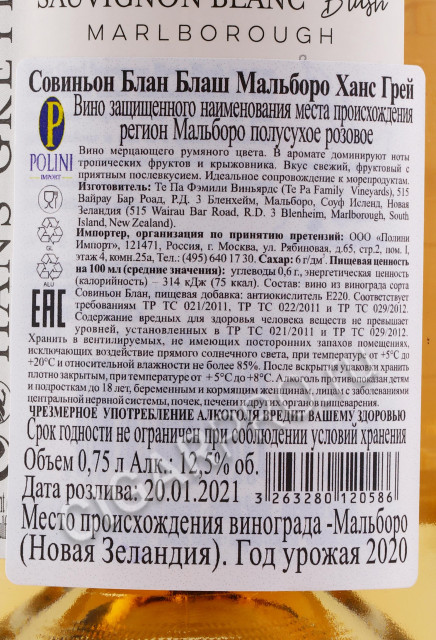 SAUVIGNON BLANC Blush
MARLBOROUGH
Совиньон Блан Блаш Мальборо Ханс Грей
Вино защищенного наименования места происхождения
регион Мальборо полусухое розовое
P
POLINI
IMPORT
Вино мерцающего румяного цвета. В аромате доминируют ноты
тропических фруктов и крыжовника. Вкус свежий, фруктовый с
приятным послевкусием. Идеальное сопровождение к морепродуктам.
Изготовитель: Те Па Фэмили Виньярдс (Te Pa Family Vineyards), 515
Вайрау Бар Роад, Р.Д. 3 Бленхейм, Мальборо, Соуф Исленд, Новая
Зеландия (515 Wairau Bar Road, R.D. 3 Blenheim, Marlborough, South
Island, New Zealand).
Импортер, организация по принятию претензий: ООО «Полини
Импорт», 121471, Россия, г. Москва, ул. Рябиновая, д.65, стр.2, пом. I,
этаж 4, комн.25а, Тел.: (495) 640 17 30. Сахар: 6 г/дм³. Пищевая ценность
на 100 мл (средние значения): углеводы 0,6 г., энергетическая ценность
(калорийность) – 314 кДж (75 ккал). Состав: вино из винограда сорта
Совиньон Блан, пищевая добавка: антиокислитель Е220. Соответствует
требованиям ТР ТС 021/2011, ТР ТС 022/2011 и ТР ТС 029/2012.
Содержание вредных для здоровья человека веществ не превышает
уровней, установленных в ТР ТС 021/2011 и ТР ТС 029/2012.
Хранить в вентилируемых, не имеющих посторонних запахов помещениях,
исключающих воздействие прямого солнечного света, при температуре от +5°С до
+20°С и относительной влажности не более 85%. После вскрытия бутылки хранить
плотно закрытым, при температуре от +5°С до +8°С. Алкоголь противопоказан детям
и подросткам до 18 лет, беременным и кормящим женщинам, лицам с заболеваниями
центральной нервной системы, почек, печени и других органов пищеварения.
ЧРЕЗМЕРНОЕ УПОТРЕБЛЕНИЕ АЛКОГОЛЯ ВРЕДИТ ВАШЕМУ ЗДОРОВЬЮ
Срок годности не ограничен при соблюдении условий хранения
Объем 0,75 л Алк: 12,5% об.
Дата розлива: 20.01.2021
3 263280 120586
Место происхождения винограда -Мальборо
(Новая Зеландия). Год урожая 2020
GL
ALU
EAC